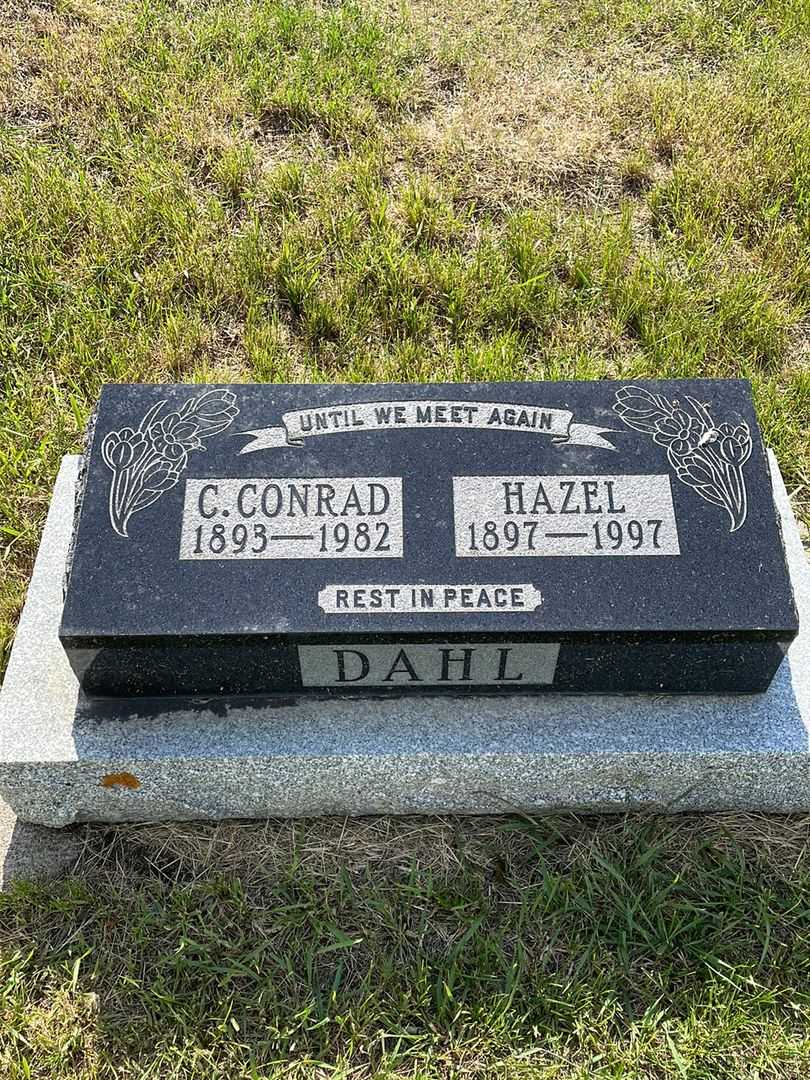 UNTIL WE MEET AGAIN
C. CONRAD
1893—1982
HAZEL
1897—1997
REST IN PEACE
DAHL